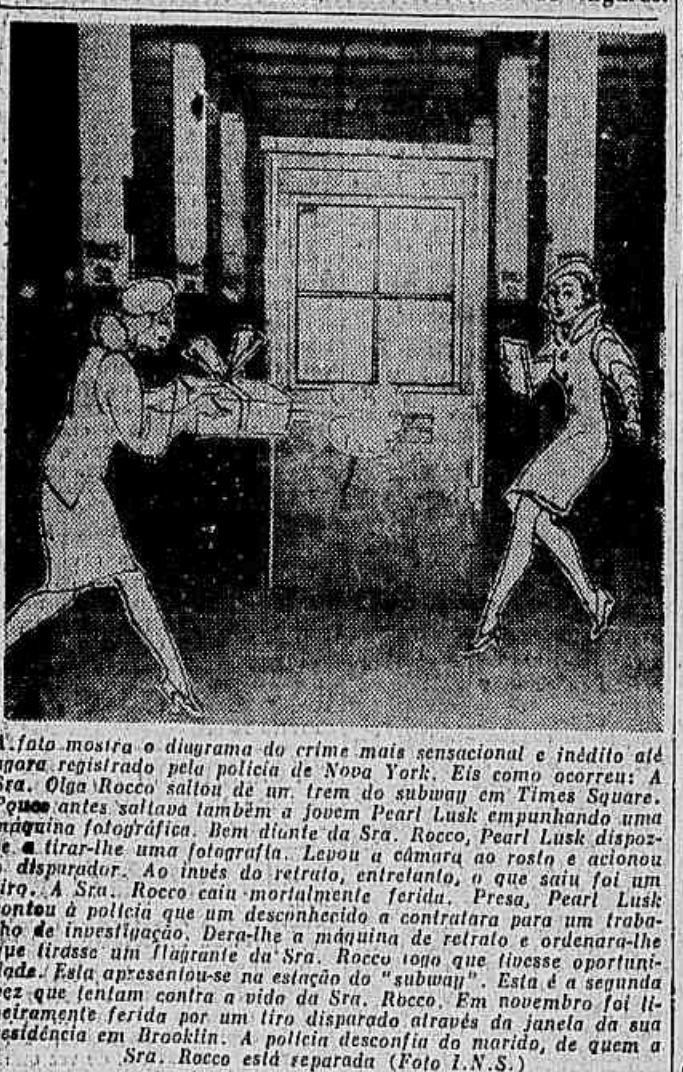 A foto mostra o diagrama do crime mais sensacional e inédito até
agora registrado pela policia de Nova York. Eis como ocorreu: A
Sra. Olga Rocco saltou de um trem do subway em Times Square.
Pouco antes saltava também a jovem Pearl Lusk empunhando uma
máquina fotográfica. Bem diante da Sra. Rocco, Pearl Lusk dispoz-
se a tirar-lhe uma fotografia. Levou a câmara ao rosto e acionou
o disparador. Ao invés do retrato, entretanto, o que saiu foi um
tiro. A Sra. Rocco caiu mortalmente ferida. Presa, Pearl Lusk
contou à policia que um desconhecido a contratara para um traba-
lho de investigação. Dera-lhe a máquina de retrato e ordenara-lhe
que tirasse um flagrante da Sra. Rocco logo que tivesse oportuni-
dade. Esta apresentou-se na estação do "subway". Esta é a segunda
vez que tentam contra a vida da Sra. Rocco. Em novembro foi li-
geiramente ferida por um tiro disparado através da janela da sua
residência em Brooklin. A policia desconfia do marido, de quem a
Sra. Rocco está separada (Foto I.N.S.)